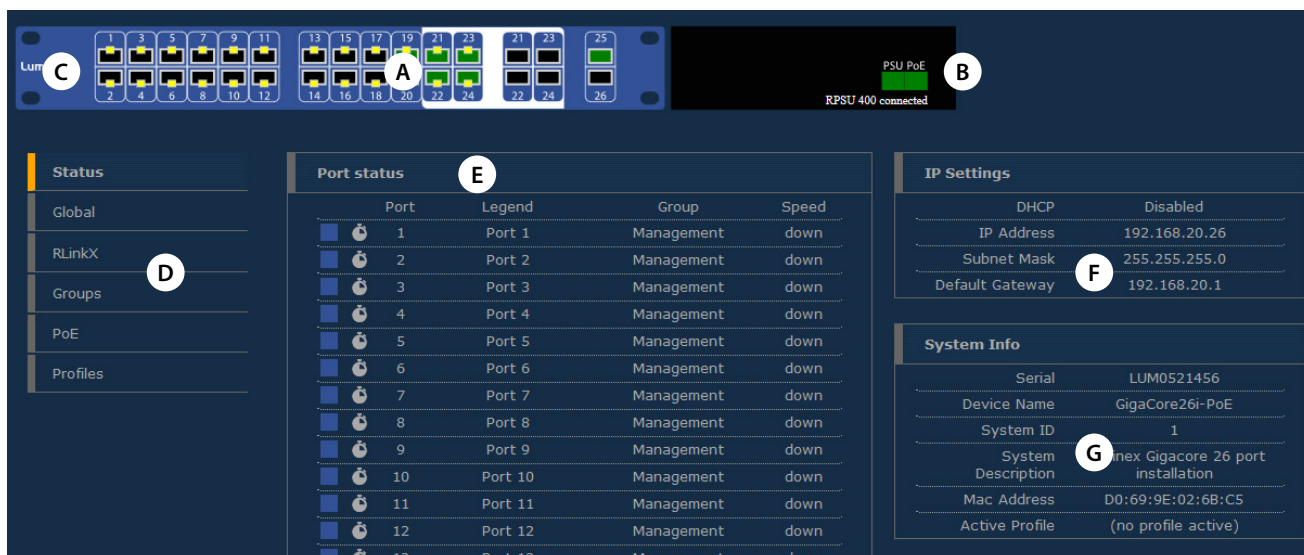 1 3 5 7 9 11 13 15 17 19 21 23 21 23 25
Lum C A PSU PoE B
2 4 6 8 10 12 14 16 18 20 22 24 22 24 26
RPSU 400 connected
Status
Global
RLinkX
D
Groups
PoE
Profiles
Port status E
Port Legend Group Speed
1 Port 1 Management down
2 Port 2 Management down
3 Port 3 Management down
4 Port 4 Management down
5 Port 5 Management down
6 Port 6 Management down
7 Port 7 Management down
8 Port 8 Management down
9 Port 9 Management down
10 Port 10 Management down
11 Port 11 Management down
12 Port 12 Management down
IP Settings
DHCP Disabled
IP Address 192.168.20.26
Subnet Mask 255.255.255.0
F
Default Gateway 192.168.20.1
System Info
Serial LUM0521456
Device Name GigaCore26i-PoE
System ID 1
System G inex Gigacore 26 port
Description installation
Mac Address D0:69:9E:02:6B:C5
Active Profile (no profile active)